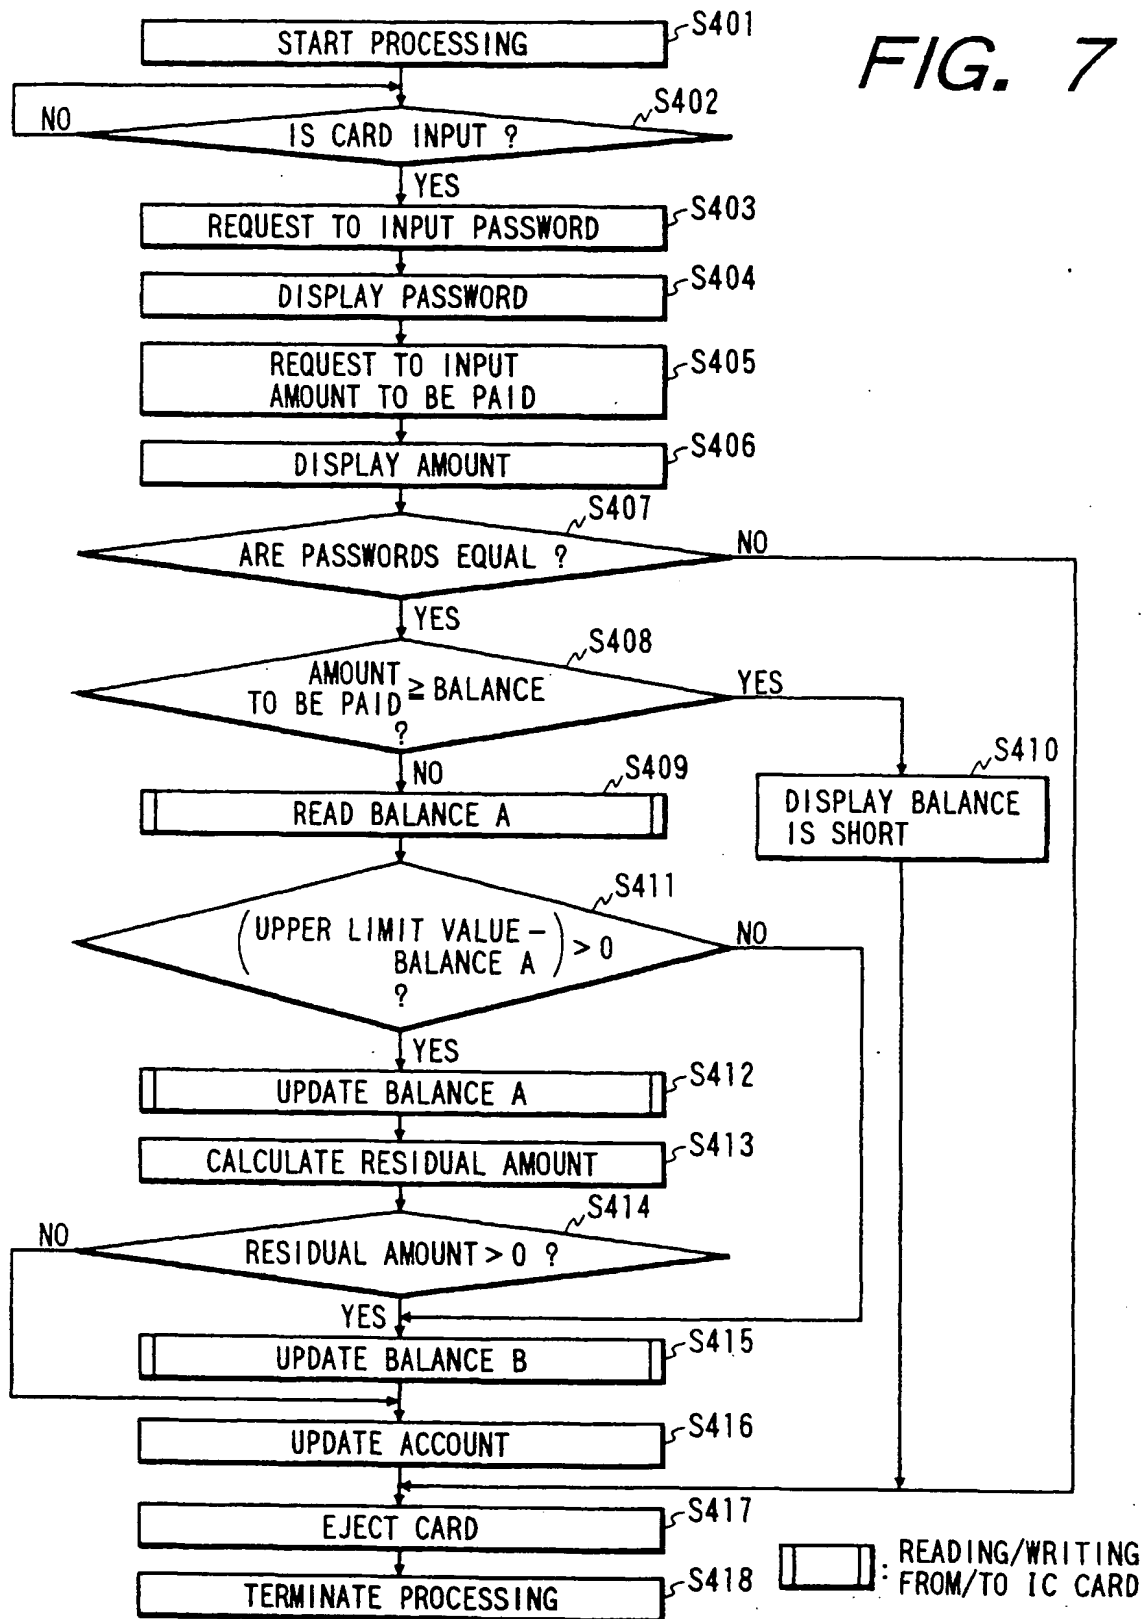 FIG. 7
START PROCESSING
S401
IS CARD INPUT ?
S402
NO
YES
REQUEST TO INPUT PASSWORD
S403
DISPLAY PASSWORD
S404
REQUEST TO INPUT
AMOUNT TO BE PAID
S405
DISPLAY AMOUNT
S406
ARE PASSWORDS EQUAL ?
S407
NO
YES
AMOUNT
TO BE PAID ≧ BALANCE
?
S408
YES
NO
READ BALANCE A
S409
DISPLAY BALANCE
IS SHORT
S410
(UPPER LIMIT VALUE –
BALANCE A) > 0
?
S411
NO
YES
UPDATE BALANCE A
S412
CALCULATE RESIDUAL AMOUNT
S413
RESIDUAL AMOUNT > 0 ?
S414
NO
YES
UPDATE BALANCE B
S415
UPDATE ACCOUNT
S416
EJECT CARD
S417
TERMINATE PROCESSING
S418
: READING/WRITING
FROM/TO IC CARD